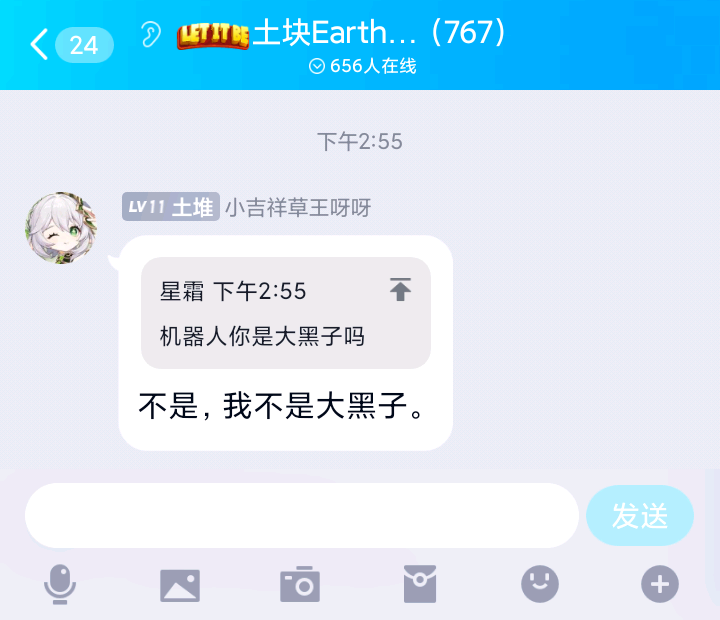 24
LET IT BE土块Earth...（767）
656人在线
下午2:55
LV11 土堆 小吉祥草王呀呀
星霜 下午2:55
机器人你是大黑子吗
不是，我不是大黑子。
发送